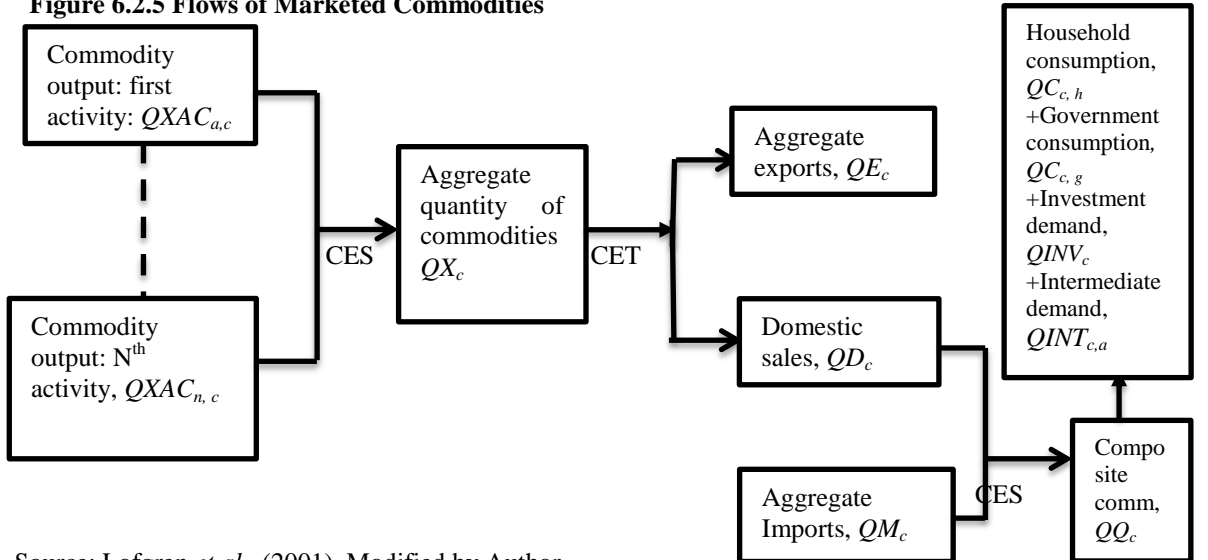 Figure 6.2.5 Flows of Marketed Commodities
Commodity
output: first
activity: QXACa,c
Commodity
output: Nth
activity, QXACn, c
CES
Aggregate
quantity of
commodities
QXc
CET
Aggregate
exports, QEc
Domestic
sales, QDc
Aggregate
Imports, QMc
CES
Compo
site
comm,
QQc
Household
consumption,
QCc, h
+Government
consumption,
QCc, g
+Investment
demand,
QINVc
+Intermediate
demand,
QINTc,a
Source: Lofgren et al., (2001), Modified by Author